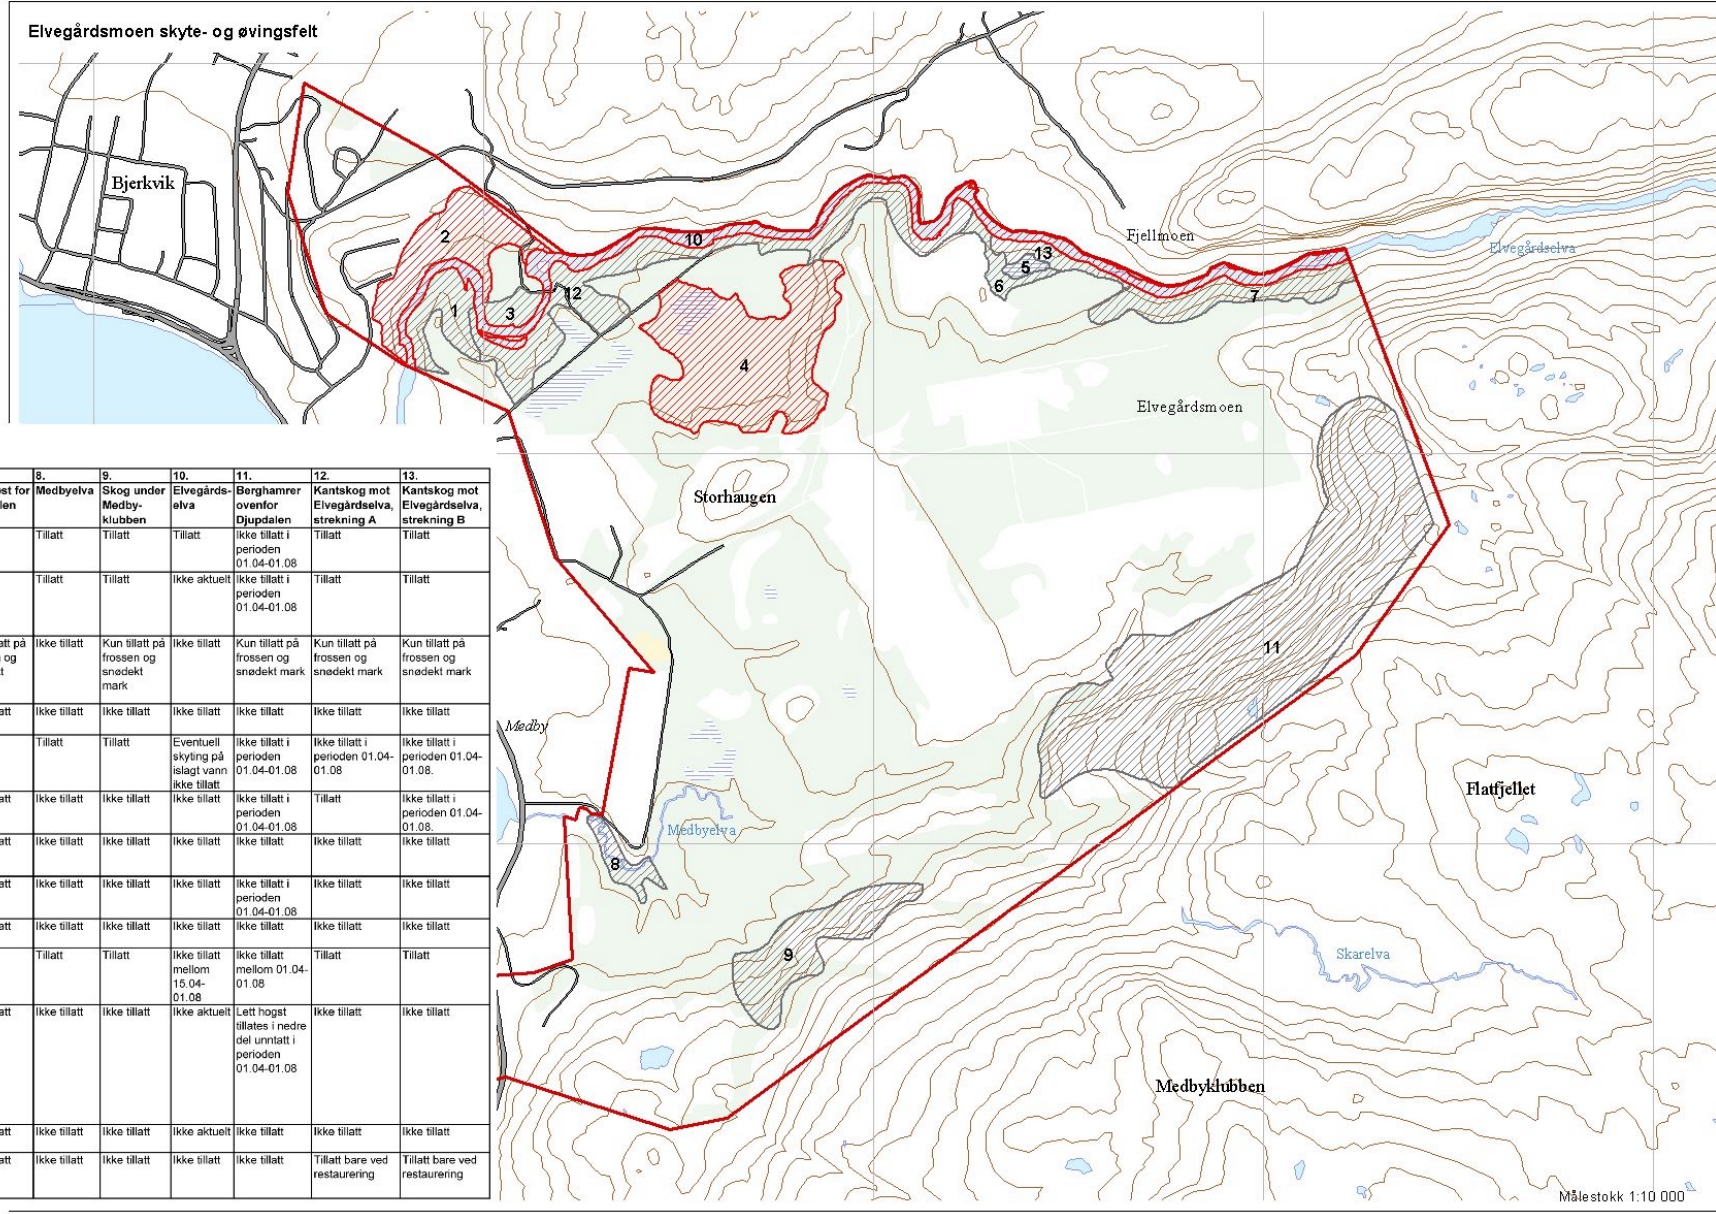 Elvegårdsmoen skyte- og øvingsfelt
Bjerkvik
2
10
Fjellmoen
Elvegårdselva
13
5
6
12
7
1
3
4
Elvegårdsmoen
Storhaugen
11
Medby
Flatfjellet
Medbyelva
8
9
Skarelva
Medbyklubben
Målestokk 1:10 000
8. 9. 10. 11. 12. 13.
st for Medbyelva Skog under Elvegårds- Berghamrer Kantskog mot Kantskog mot
len Medby- elva ovenfor Elvegårdselva, Elvegårdselva,
klubben Djupdalen strekning A strekning B
Tillatt Tillatt Tillatt Ikke tillatt i Tillatt Tillatt
perioden
01.04-01.08
Tillatt Tillatt Ikke aktuelt Ikke tillatt i Tillatt Tillatt
perioden
01.04-01.08
att på Ikke tillatt Kun tillatt på Ikke tillatt Kun tillatt på Kun tillatt på Kun tillatt på
og frossen og frossen og frossen og frossen og
t snødekt snødekt mark snødekt mark snødekt mark
mark
att Ikke tillatt Ikke tillatt Ikke tillatt Ikke tillatt Ikke tillatt Ikke tillatt
Tillatt Tillatt Eventuell Ikke tillatt i Ikke tillatt i Ikke tillatt i
skyting på perioden perioden 01.04- perioden 01.04-
islagt vann 01.04-01.08 01.08 01.08.
ikke tillatt
att Ikke tillatt Ikke tillatt Ikke tillatt Ikke tillatt i Tillatt Ikke tillatt i
perioden perioden 01.04-
01.04-01.08 01.08.
att Ikke tillatt Ikke tillatt Ikke tillatt Ikke tillatt Ikke tillatt Ikke tillatt
att Ikke tillatt Ikke tillatt Ikke tillatt Ikke tillatt i Ikke tillatt Ikke tillatt
perioden
01.04-01.08
att Ikke tillatt Ikke tillatt Ikke tillatt Ikke tillatt Ikke tillatt Ikke tillatt
Tillatt Tillatt Ikke tillatt Ikke tillatt Tillatt Tillatt
mellom mellom 01.04-
15.04- 01.08
01.08
att Ikke tillatt Ikke tillatt Ikke aktuelt Lett hogst Ikke tillatt Ikke tillatt
tillates i nedre
del unntatt i
perioden
01.04-01.08
att Ikke tillatt Ikke tillatt Ikke aktuelt Ikke tillatt Ikke tillatt Ikke tillatt
att Ikke tillatt Ikke tillatt Ikke tillatt Ikke tillatt Tillatt bare ved Tillatt bare ved
restaurering restaurering